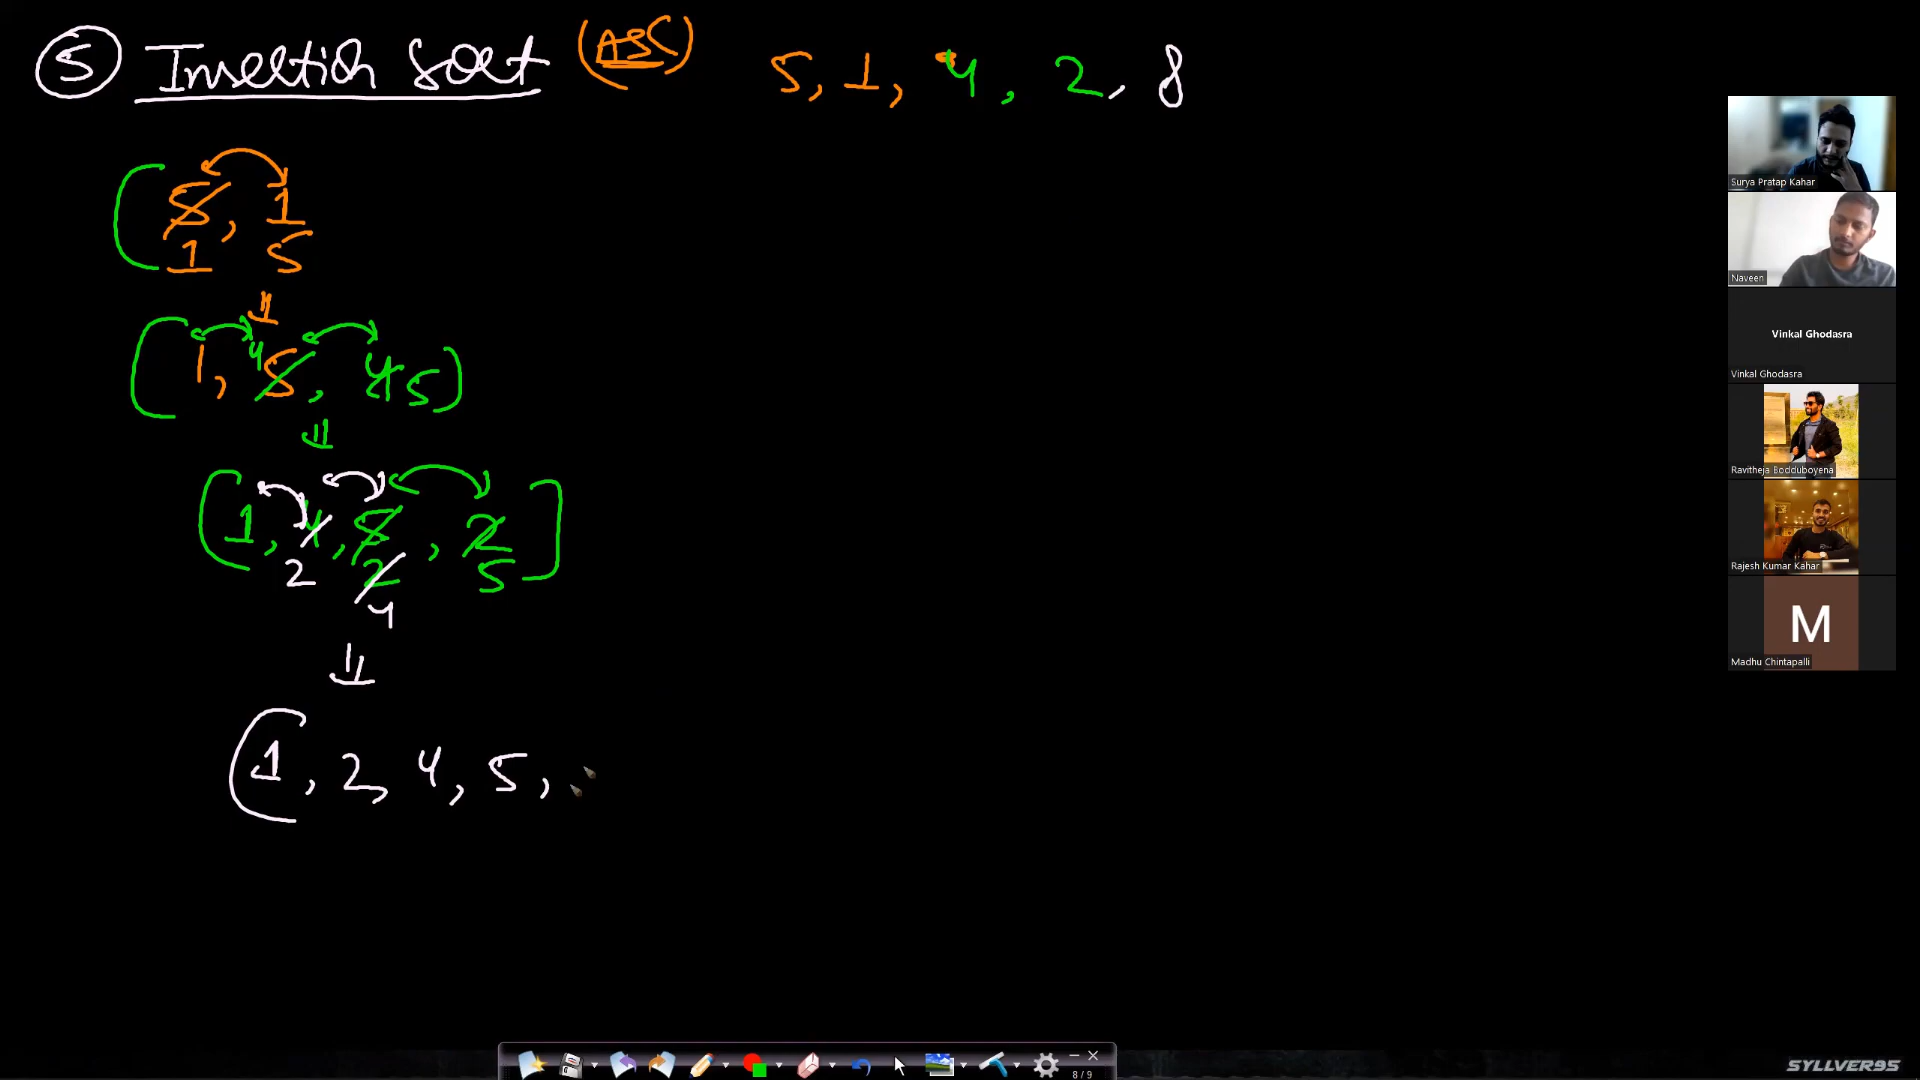 5 Insertion Sort (ASC) 5, 1, 4, 2, 8
(5, 1
1 5
(1, 4 5, 4 5)
(1, 4, 5, 2]
2 2 5
4
(1, 2, 4, 5,
Surya Pratap Kahar
Naveen
Vinkal Ghodasra
Vinkal Ghodasra
Ravitheja Bodduboyena
Rajesh Kumar Kahar
M
Madhu Chintapalli
8/9
SYLLVER95